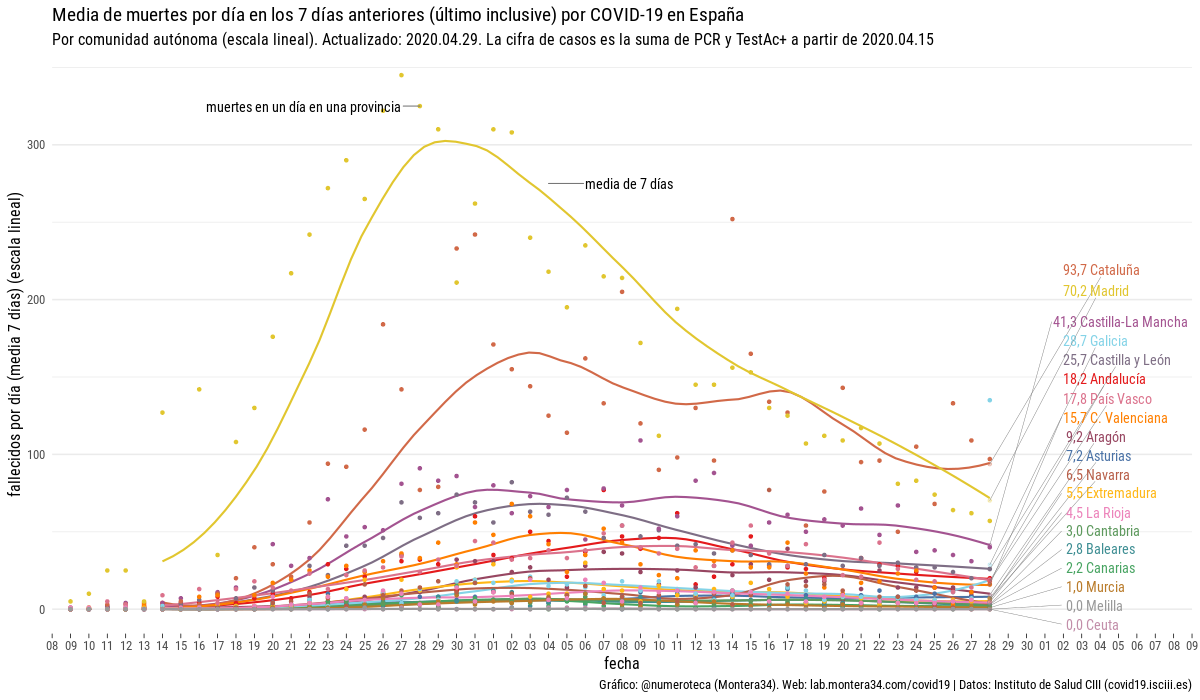 Media de muertes por día en los 7 días anteriores (último inclusive) por COVID-19 en España
Por comunidad autónoma (escala lineal). Actualizado: 2020.04.29. La cifra de casos es la suma de PCR y TestAc+ a partir de 2020.04.15
fallecidos por día (media 7 días) (escala lineal)
300
200
100
0
muertes en un día en una provincia
media de 7 días
93,7 Cataluña
70,2 Madrid
41,3 Castilla-La Mancha
28,7 Galicia
25,7 Castilla y León
18,2 Andalucía
17,8 País Vasco
15,7 C. Valenciana
9,2 Aragón
7,2 Asturias
6,5 Navarra
5,5 Extremadura
4,5 La Rioja
3,0 Cantabria
2,8 Baleares
2,2 Canarias
1,0 Murcia
0,0 Melilla
0,0 Ceuta
08 09 10 11 12 13 14 15 16 17 18 19 20 21 22 23 24 25 26 27 28 29 30 31 01 02 03 04 05 06 07 08 09 10 11 12 13 14 15 16 17 18 19 20 21 22 23 24 25 26 27 28 29 30 01 02 03 04 05 06 07 08 09
fecha
Gráfico: @numeroteca (Montera34). Web: lab.montera34.com/covid19 | Datos: Instituto de Salud CIII (covid19.isciii.es)